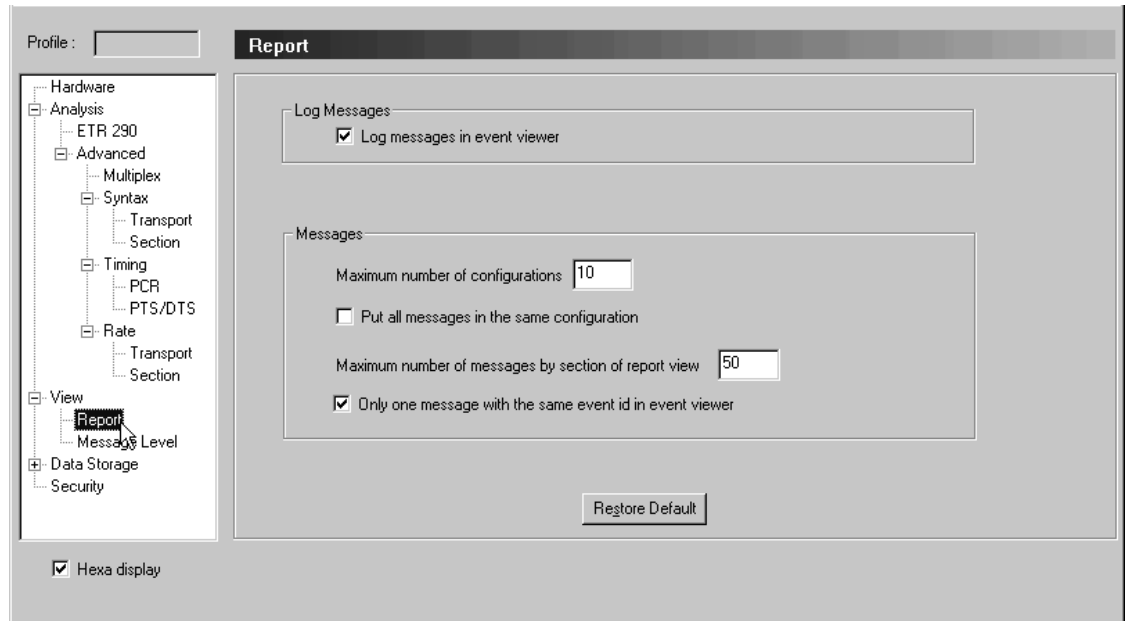 Profile :
Report
Hardware
Analysis
ETR 290
Advanced
Multiplex
Syntax
Transport
Section
Timing
PCR
PTS/DTS
Rate
Transport
Section
View
Report
Message Level
Data Storage
Security
Log Messages
Log messages in event viewer
Messages
Maximum number of configurations 10
Put all messages in the same configuration
Maximum number of messages by section of report view 50
Only one message with the same event id in event viewer
Restore Default
Hexa display